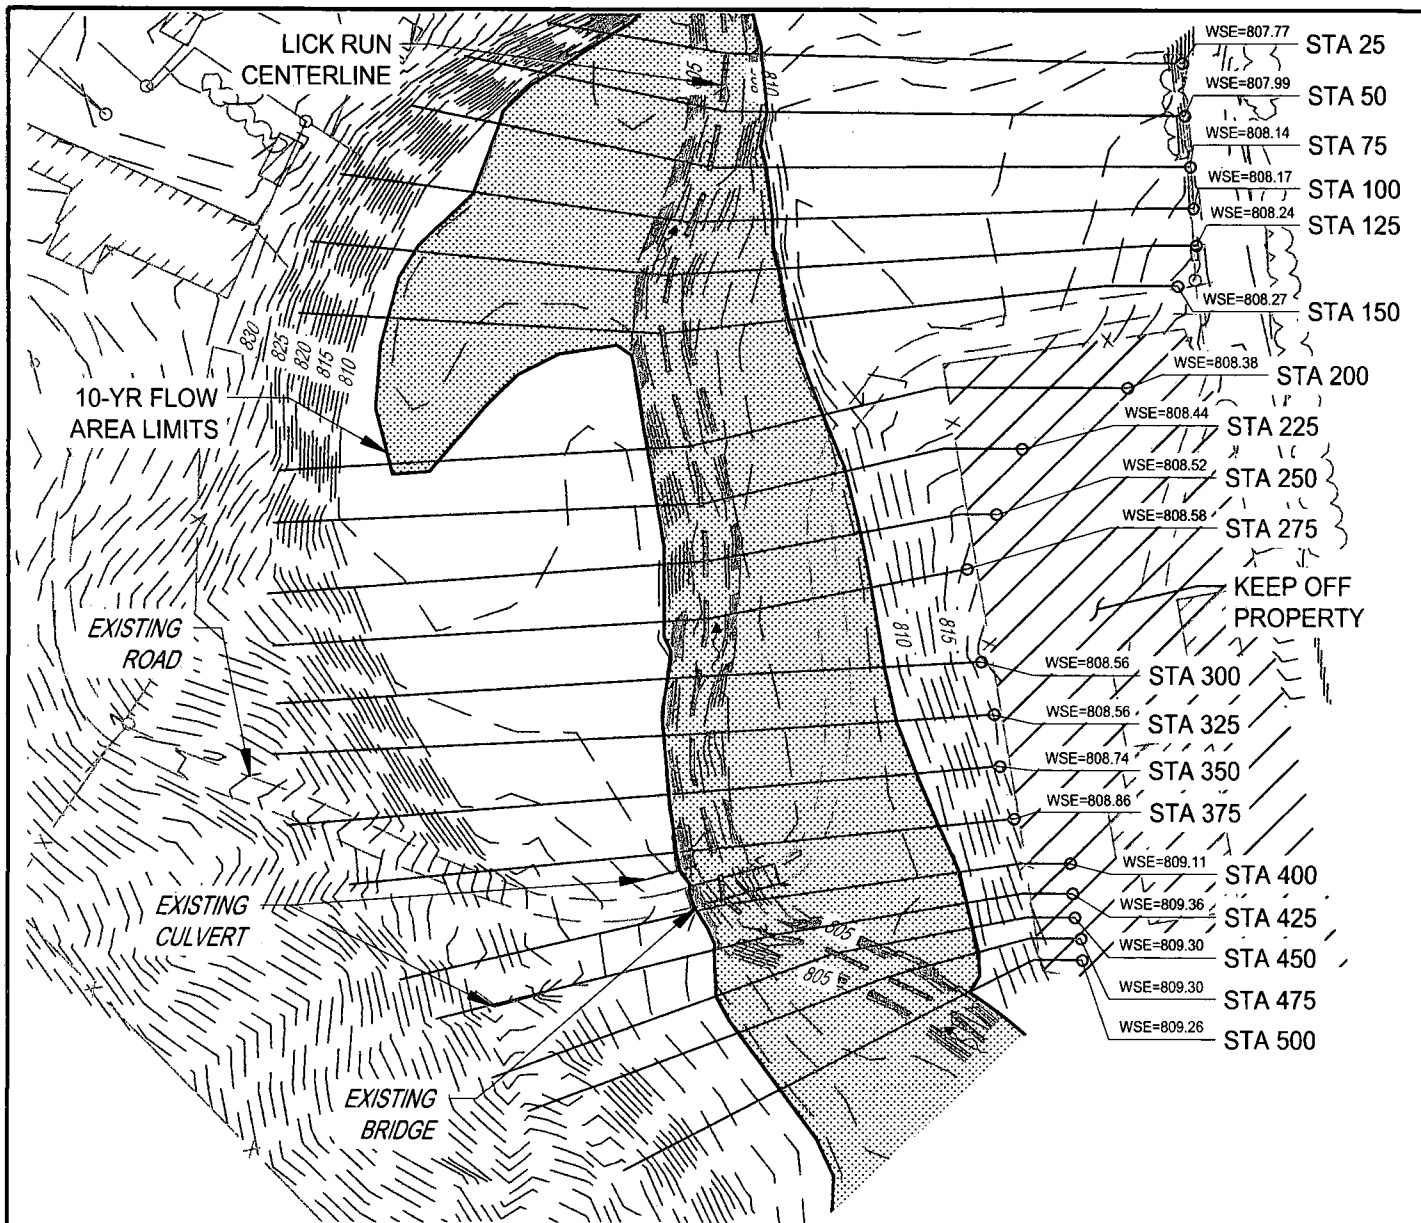 LICK RUN
CENTERLINE
WSE=807.77
STA 25
WSE=807.99
STA 50
WSE=808.14
STA 75
WSE=808.17
STA 100
WSE=808.24
STA 125
WSE=808.27
STA 150
WSE=808.38
STA 200
WSE=808.44
STA 225
WSE=808.52
STA 250
WSE=808.58
STA 275
805
810
830
825
820
815
810
10-YR FLOW
AREA LIMITS
KEEP OFF
PROPERTY
EXISTING
ROAD
810
815
WSE=808.56
STA 300
WSE=808.56
STA 325
WSE=808.74
STA 350
WSE=808.86
STA 375
WSE=809.11
STA 400
WSE=809.36
STA 425
WSE=809.30
STA 450
WSE=809.30
STA 475
WSE=809.26
STA 500
EXISTING
CULVERT
805
805
EXISTING
BRIDGE